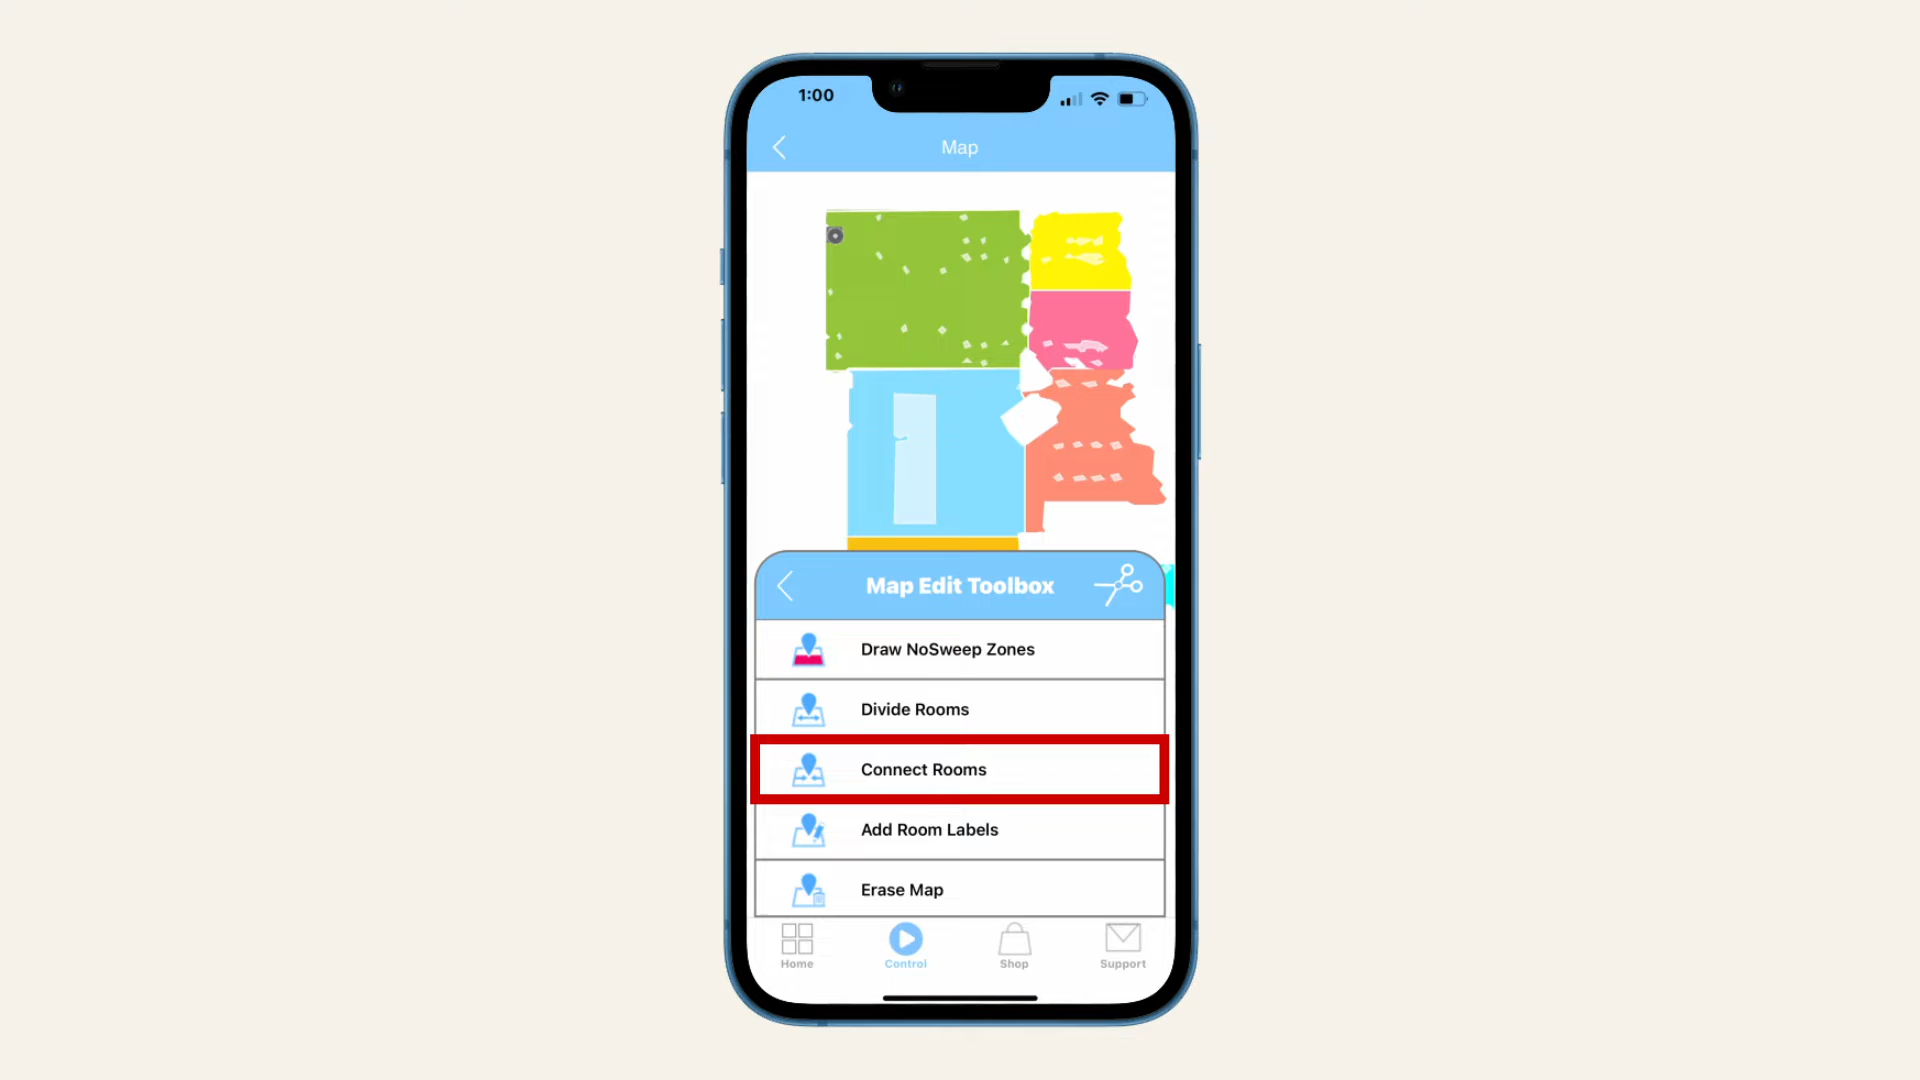 1:00
Map
Map Edit Toolbox
Draw NoSweep Zones
Divide Rooms
Connect Rooms
Add Room Labels
Erase Map
Home
Control
Shop
Support